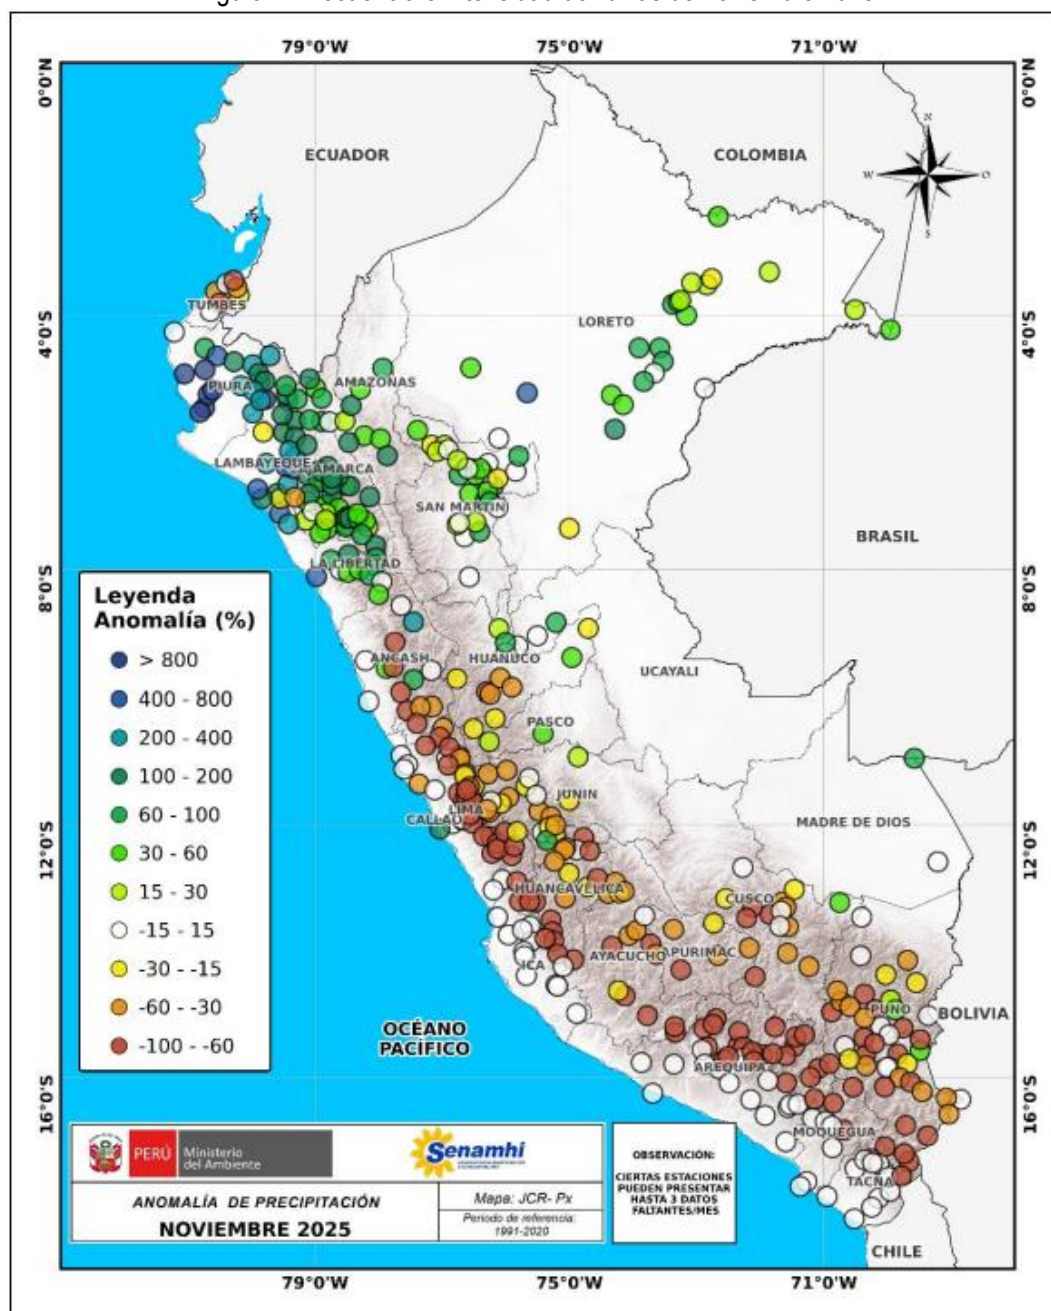 79°0'W 75°0'W 71°0'W
0°0'N 0°0'N
ECUADOR COLOMBIA
N
W O
S
TUMBES
LORETO
4°0'S 4°0'S
PIURA AMAZONAS
LAMBAYEQUE CAJAMARCA
SAN MARTIN
BRASIL
LA LIBERTAD
8°0'S 8°0'S
Leyenda
Anomalía (%)
> 800
400 - 800
200 - 400
100 - 200
60 - 100
30 - 60
15 - 30
-15 - 15
-30 - -15
-60 - -30
-100 - -60
ANCASH HUANUCO
UCAYALI
PASCO
JUNIN
LIMA
CALLAO
MADRE DE DIOS
12°0'S 12°0'S
HUANCAVELICA
CUSCO
AYACUCHO APURIMAC
ICA
PUNO
BOLIVIA
OCÉANO
PACÍFICO
AREQUIPA
16°0'S 16°0'S
MOQUEGUA
TACNA
CHILE
PERÚ
Ministerio
del Ambiente
Senamhi
ANOMALÍA DE PRECIPITACIÓN
NOVIEMBRE 2025
Mapa: JCR- Px
Periodo de referencia:
1991-2020
OBSERVACIÓN:
CIERTAS ESTACIONES
PUEDEN PRESENTAR
HASTA 3 DATOS
FALTANTES/MES
79°0'W 75°0'W 71°0'W